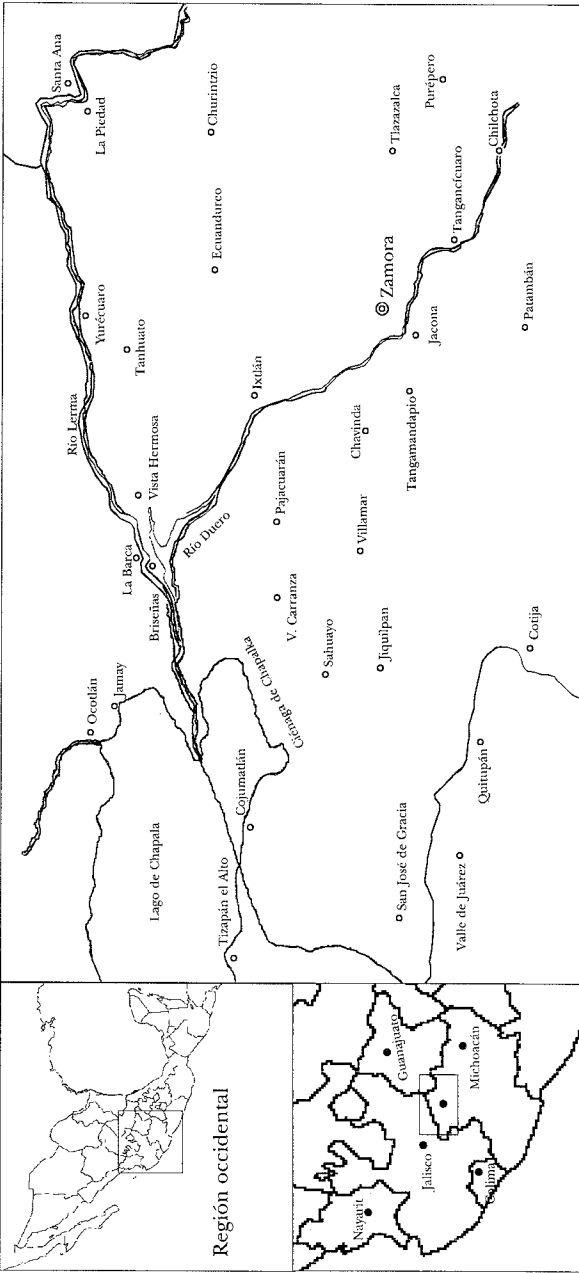 Región occidental
Nayarit
Jalisco
Guanajuato
Michoacán
Colima
Ocotlán
Jamay
Lago de Chapala
Tizapán el Alto
Cojumatlán
Ciénaga de Chapalka
San José de Gracia
Valle de Juárez
Quitupán
Cotija
La Barca
Briseñas
Vista Hermosa
Río Lerma
Río Duero
V. Carranza
Pajacuarán
Sahuayo
Jiquilpan
Villamar
Chavinda
Tangamandapio
Ixtlán
Tanhuato
Yurécuaro
Ecuandureo
Churintzio
La Piedad
Santa Ana
Zamora
Jacona
Tangancícuaro
Tlazazalca
Purépero
Chilchota
Patambán